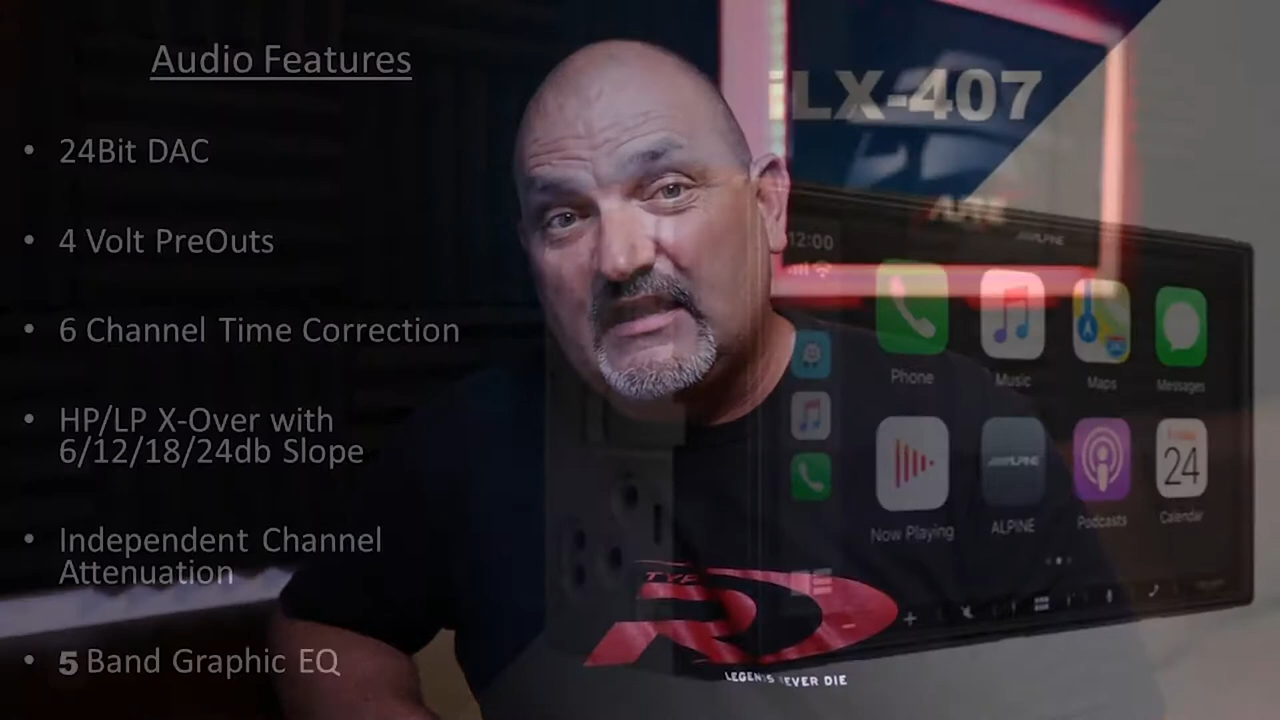 Audio Features
• 24Bit DAC
• 4 Volt PreOuts
• 6 Channel Time Correction
• HP/LP X-Over with
6/12/18/24db Slope
• Independent Channel
Attenuation
• 5 Band Graphic EQ
iLX-407
ALPINE
12:00
Phone
Music
Maps
Messages
24
Now Playing
ALPINE
Podcasts
Calendar
TYPE
R
LEGENDS NEVER DIE